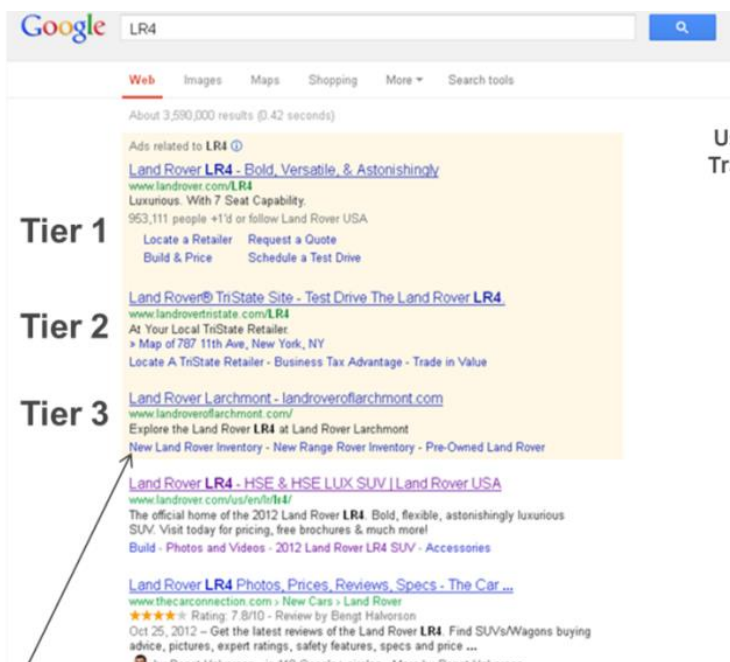 Google LR4
Web Images Maps Shopping More Search tools
About 3,590,000 results (0.42 seconds)
Ads related to LR4
Land Rover LR4 - Bold, Versatile, & Astonishingly
www.landrover.com/LR4
Luxurious. With 7 Seat Capability.
953,111 people +1'd or follow Land Rover USA
Tier 1
Locate a Retailer Request a Quote
Build & Price Schedule a Test Drive
Land Rover® TriState Site - Test Drive The Land Rover LR4.
www.landrovertristate.com/LR4
Tier 2
At Your Local TriState Retailer.
» Map of 787 11th Ave, New York, NY
Locate A TriState Retailer - Business Tax Advantage - Trade in Value
Land Rover Larchmont - landroveroflarchmont.com
Tier 3
www.landroveroflarchmont.com/
Explore the Land Rover LR4 at Land Rover Larchmont
New Land Rover Inventory - New Range Rover Inventory - Pre-Owned Land Rover
Land Rover LR4 - HSE & HSE LUX SUV | Land Rover USA
www.landrover.com/us/en/lr/lr4/
The official home of the 2012 Land Rover LR4. Bold, flexible, astonishingly luxurious
SUV. Visit today for pricing, free brochures & much more!
Build - Photos and Videos - 2012 Land Rover LR4 SUV - Accessories
Land Rover LR4 Photos, Prices, Reviews, Specs - The Car ...
www.thecarconnection.com › New Cars › Land Rover
Rating: 7.8/10 - Review by Bengt Halvorson
Oct 25, 2012 – Get the latest reviews of the Land Rover LR4. Find SUVs/Wagons buying
advice, pictures, expert ratings, safety features, specs and price ...